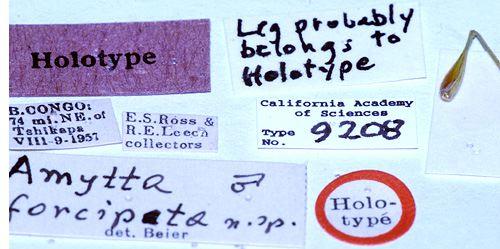 Holotype
Leg probably
belongs to
Holotype
B. CONGO:
74 mi. NE. of
Tshikapa
VIII-9-1957
E.S. Ross &
R.E. Leech
collectors
California Academy
of Sciences
Type
No. 9208
Amytta ♂
forcipata n.sp.
det. Beier
Holo-
type